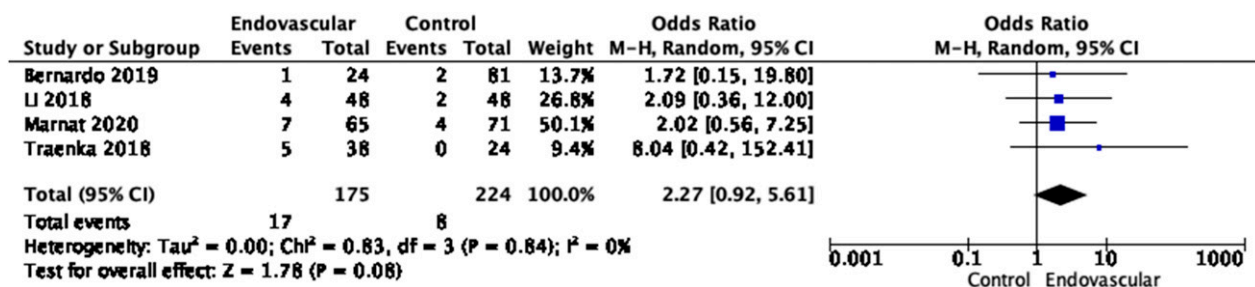 Endovascular Control Odds Ratio Odds Ratio
Study or Subgroup Events Total Events Total Weight M-H, Random, 95% CI M-H, Random, 95% CI
Bernardo 2019 1 24 2 81 13.7% 1.72 [0.15, 19.80]
LI 2018 4 48 2 48 26.8% 2.09 [0.36, 12.00]
Marnat 2020 7 65 4 71 50.1% 2.02 [0.56, 7.25]
Traenka 2018 5 38 0 24 9.4% 8.04 [0.42, 152.41]
Total (95% CI) 175 224 100.0% 2.27 [0.92, 5.61]
Total events 17 8
Heterogeneity: Tau² = 0.00; Chi² = 0.83, df = 3 (P = 0.84); I² = 0%
Test for overall effect: Z = 1.78 (P = 0.08)
0.001 0.1 1 10 1000
Control Endovascular